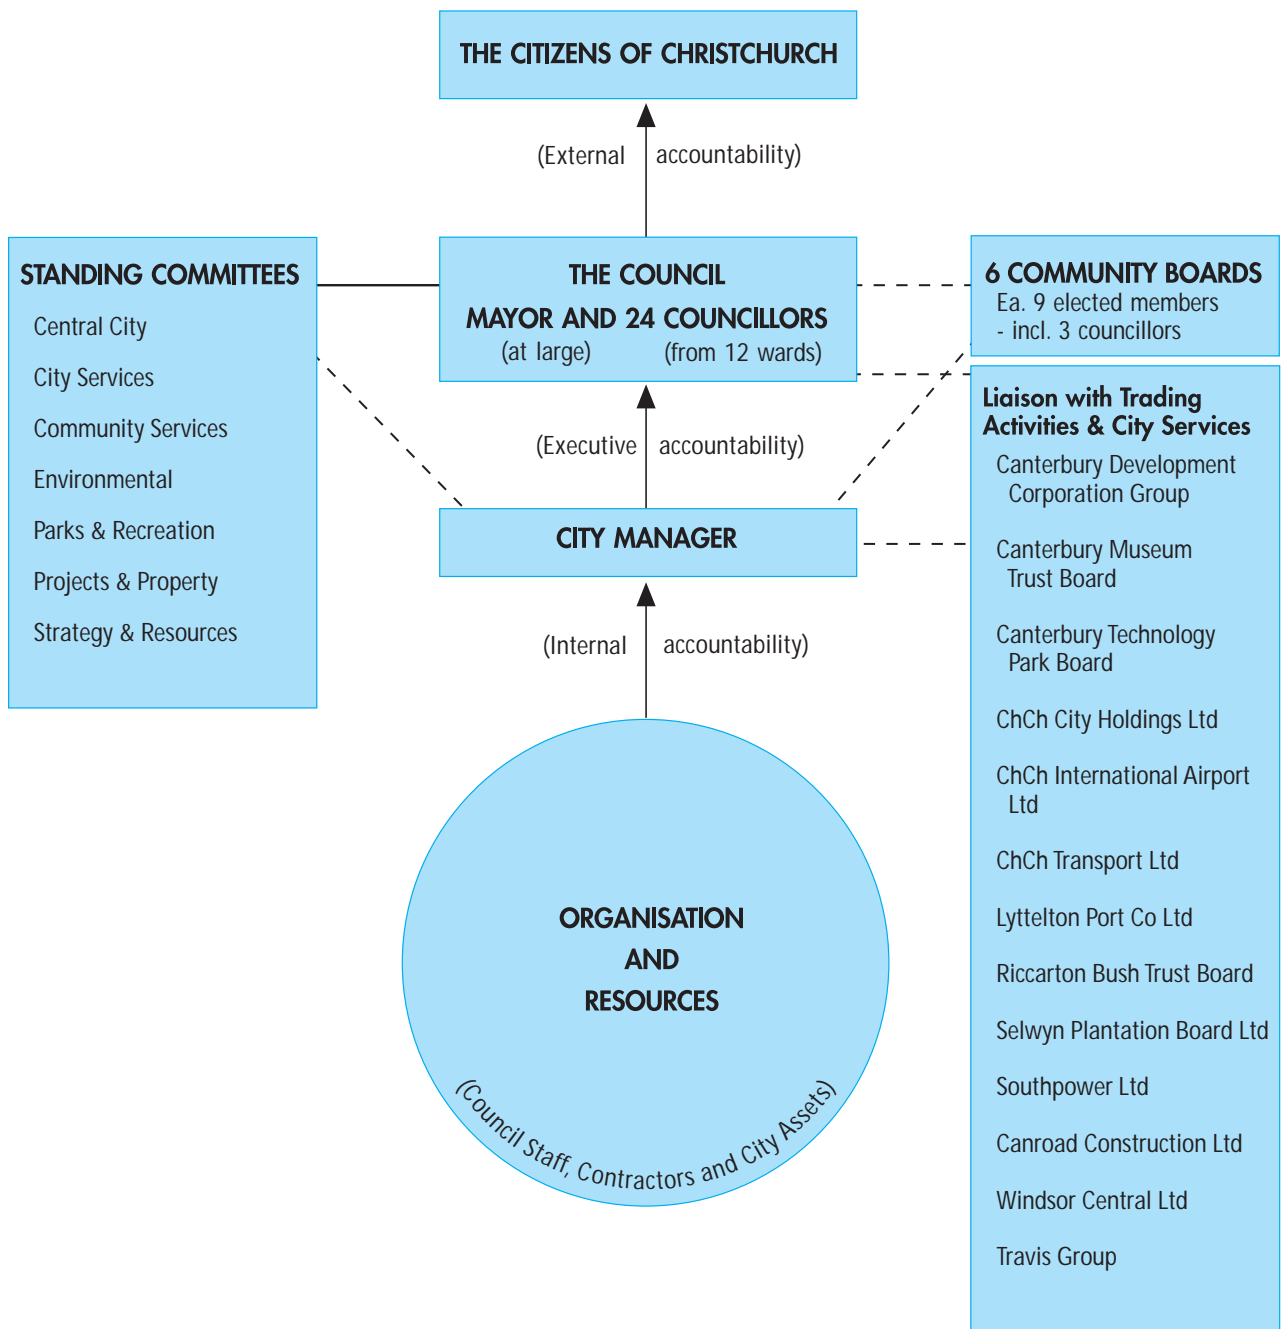 THE CITIZENS OF CHRISTCHURCH
(External accountability)
STANDING COMMITTEES
Central City
City Services
Community Services
Environmental
Parks & Recreation
Projects & Property
Strategy & Resources
THE COUNCIL
MAYOR AND 24 COUNCILLORS
(at large) (from 12 wards)
6 COMMUNITY BOARDS
Ea. 9 elected members
- incl. 3 councillors
(Executive accountability)
CITY MANAGER
(Internal accountability)
ORGANISATION
AND
RESOURCES
(Council Staff, Contractors and City Assets)
Liaison with Trading
Activities & City Services
Canterbury Development
Corporation Group
Canterbury Museum
Trust Board
Canterbury Technology
Park Board
ChCh City Holdings Ltd
ChCh International Airport
Ltd
ChCh Transport Ltd
Lyttelton Port Co Ltd
Riccarton Bush Trust Board
Selwyn Plantation Board Ltd
Southpower Ltd
Canroad Construction Ltd
Windsor Central Ltd
Travis Group